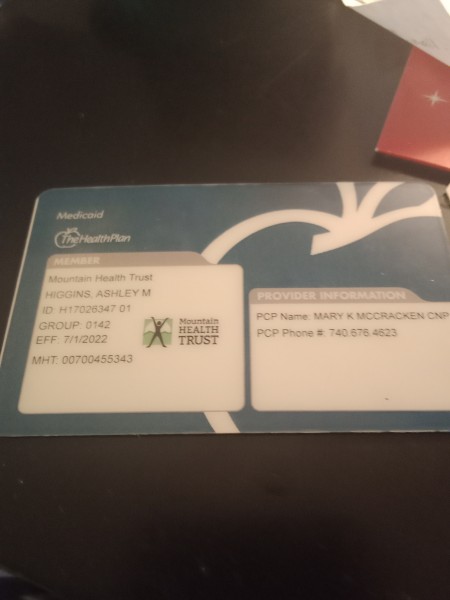 Medicaid
TheHealthPlan
MEMBER
Mountain Health Trust
HIGGINS, ASHLEY M
ID: H17026347 01
GROUP: 0142
EFF: 7/1/2022
MHT: 00700455343
Mountain
HEALTH
TRUST
PROVIDER INFORMATION
PCP Name: MARY K MCCRACKEN CNP
PCP Phone #: 740.676.4623